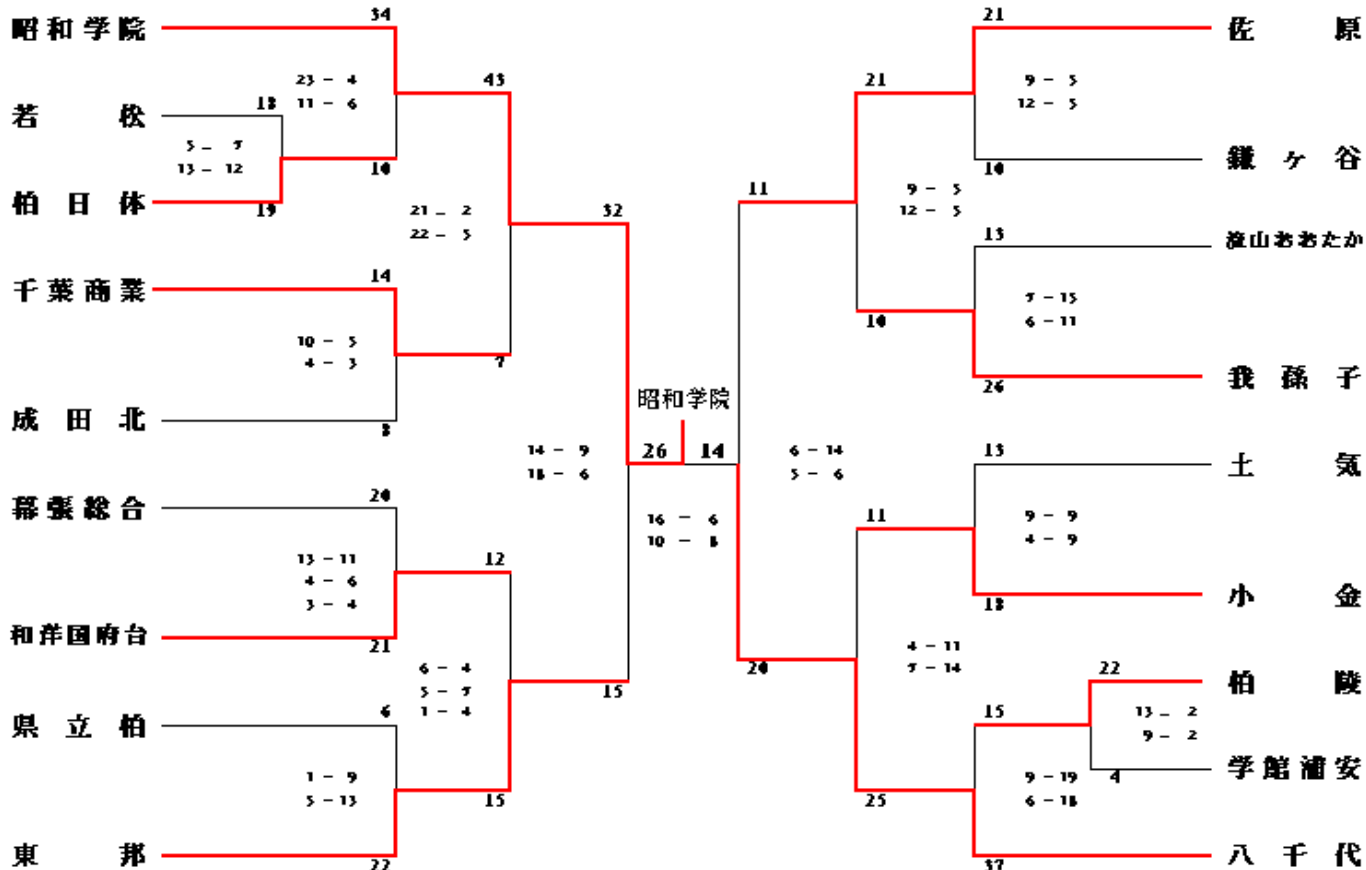 34
21
昭和学院
佐原
23 - 4
11 - 6
43
21
9 - 5
12 - 5
若松
18
5 - 7
13 - 12
10
鎌ヶ谷
10
柏日体
19
21 - 2
22 - 5
32
11
9 - 5
12 - 5
13
流山おおたか
千葉商業
14
10 - 5
4 - 3
7
10
7 - 15
6 - 11
我孫子
26
成田北
8
昭和学院
14 - 9
18 - 6
26
14
6 - 14
5 - 6
13
土気
幕張総合
20
16 - 6
10 - 8
11
9 - 9
4 - 9
13 - 11
4 - 6
3 - 4
12
小金
18
和洋国府台
21
6 - 4
5 - 7
1 - 4
15
20
4 - 11
7 - 14
22
柏陵
県立柏
6
15
13 - 2
9 - 2
1 - 9
5 - 13
15
25
9 - 19
6 - 18
4
学館浦安
東邦
22
37
八千代